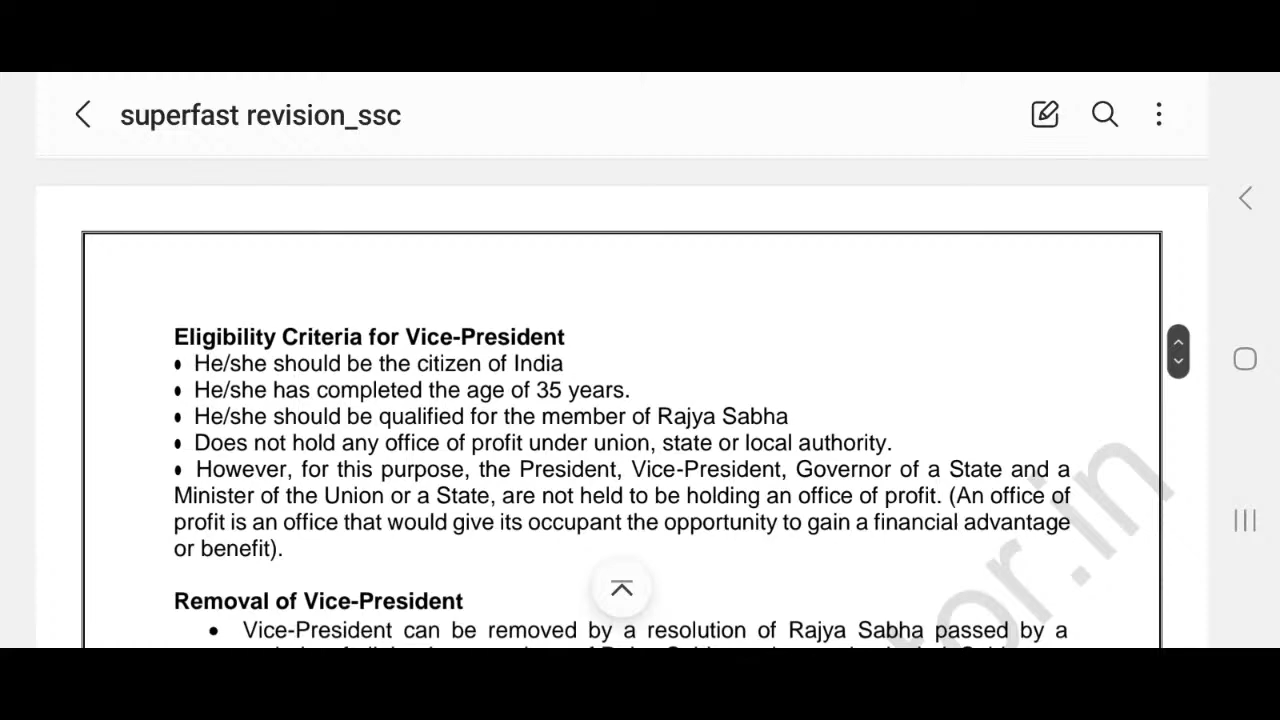 superfast revision_ssc
Eligibility Criteria for Vice-President
• He/she should be the citizen of India
• He/she has completed the age of 35 years.
• He/she should be qualified for the member of Rajya Sabha
• Does not hold any office of profit under union, state or local authority.
• However, for this purpose, the President, Vice-President, Governor of a State and a
Minister of the Union or a State, are not held to be holding an office of profit. (An office of
profit is an office that would give its occupant the opportunity to gain a financial advantage
or benefit).
Removal of Vice-President
• Vice-President can be removed by a resolution of Rajya Sabha passed by a
tor.in